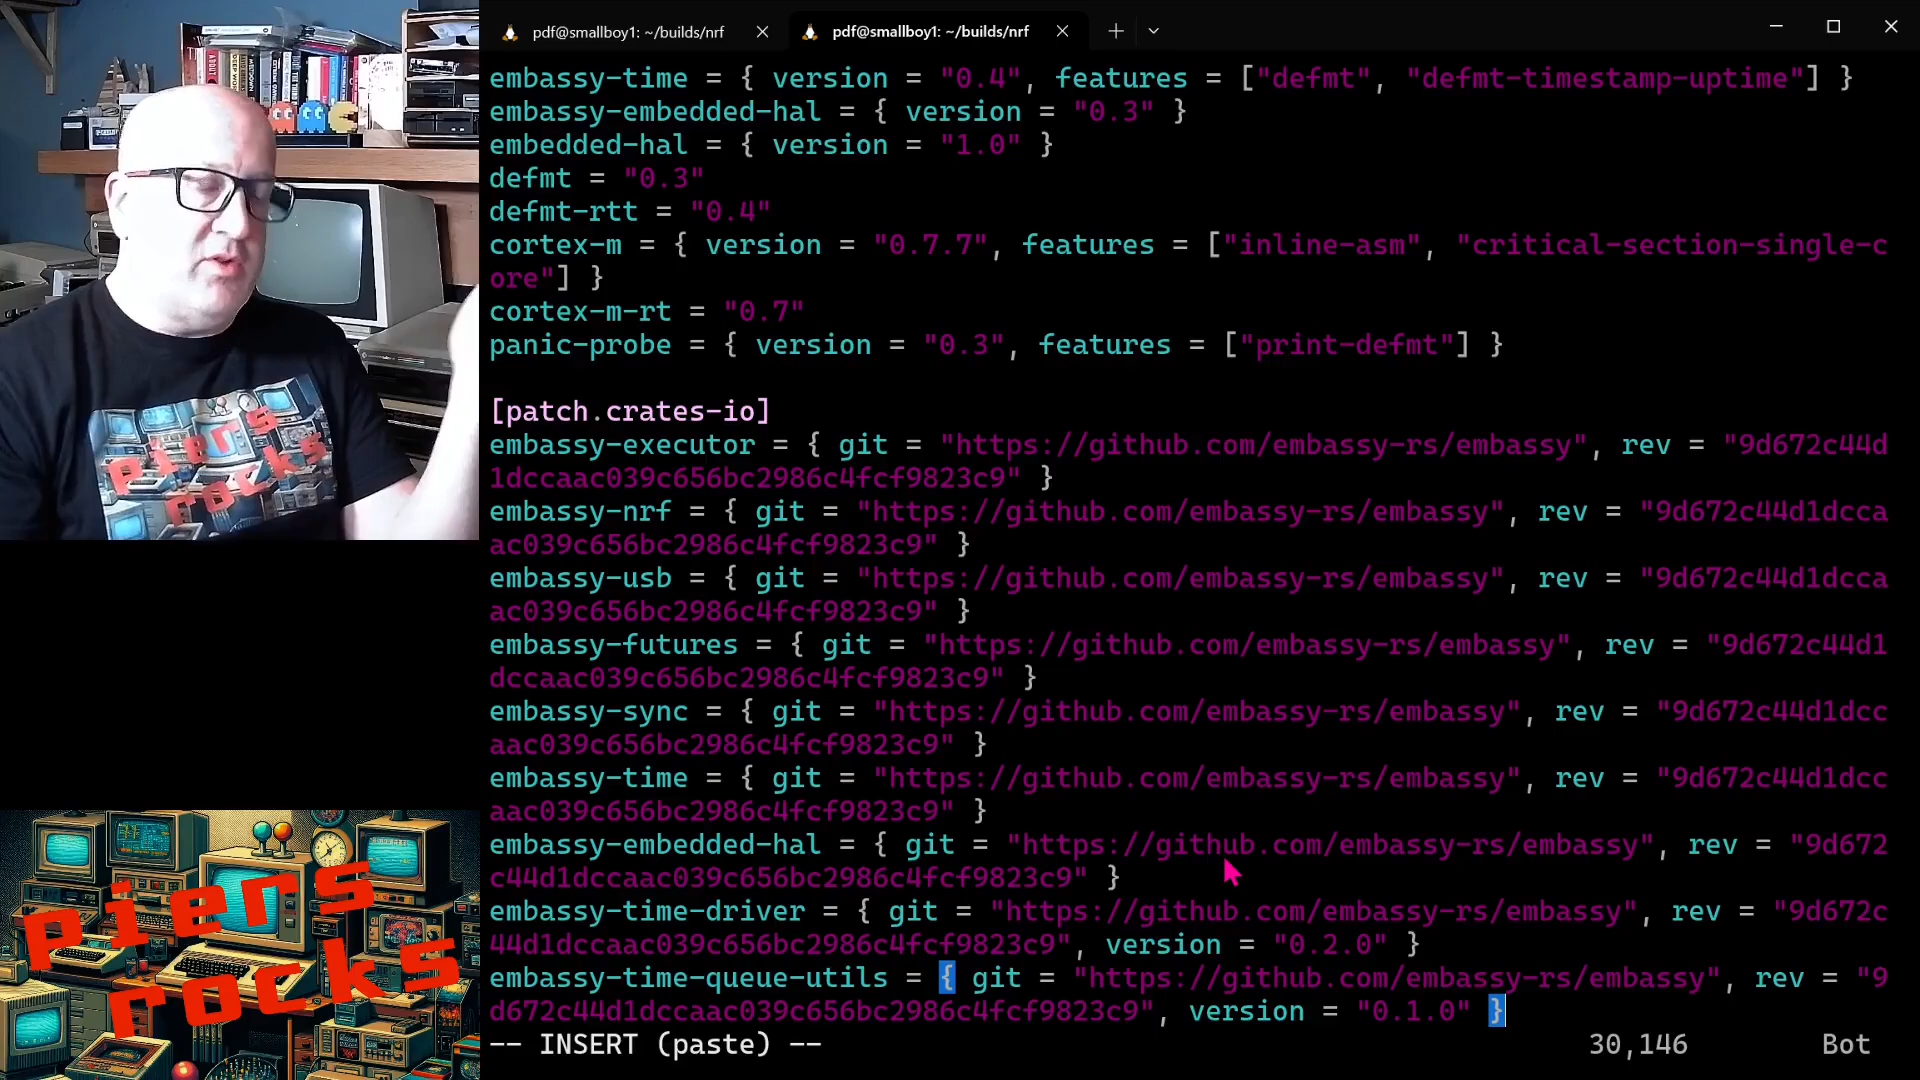 pdf@smallboy1: ~/builds/nrf
pdf@smallboy1: ~/builds/nrf
embassy-time = { version = "0.4", features = ["defmt", "defmt-timestamp-uptime"] }
embassy-embedded-hal = { version = "0.3" }
embedded-hal = { version = "1.0" }
defmt = "0.3"
defmt-rtt = "0.4"
cortex-m = { version = "0.7.7", features = ["inline-asm", "critical-section-single-c
ore"] }
cortex-m-rt = "0.7"
panic-probe = { version = "0.3", features = ["print-defmt"] }
[patch.crates-io]
embassy-executor = { git = "https://github.com/embassy-rs/embassy", rev = "9d672c44d
1dccaac039c656bc2986c4fcf9823c9" }
embassy-nrf = { git = "https://github.com/embassy-rs/embassy", rev = "9d672c44d1dcca
ac039c656bc2986c4fcf9823c9" }
embassy-usb = { git = "https://github.com/embassy-rs/embassy", rev = "9d672c44d1dcca
ac039c656bc2986c4fcf9823c9" }
embassy-futures = { git = "https://github.com/embassy-rs/embassy", rev = "9d672c44d1
dccaac039c656bc2986c4fcf9823c9" }
embassy-sync = { git = "https://github.com/embassy-rs/embassy", rev = "9d672c44d1dcc
aac039c656bc2986c4fcf9823c9" }
embassy-time = { git = "https://github.com/embassy-rs/embassy", rev = "9d672c44d1dcc
aac039c656bc2986c4fcf9823c9" }
embassy-embedded-hal = { git = "https://github.com/embassy-rs/embassy", rev = "9d672
c44d1dccaac039c656bc2986c4fcf9823c9" }
embassy-time-driver = { git = "https://github.com/embassy-rs/embassy", rev = "9d672c
44d1dccaac039c656bc2986c4fcf9823c9", version = "0.2.0" }
embassy-time-queue-utils = { git = "https://github.com/embassy-rs/embassy", rev = "9
d672c44d1dccaac039c656bc2986c4fcf9823c9", version = "0.1.0" }
-- INSERT (paste) -- 30,146 Bot
piers
rocks
piers
rocks